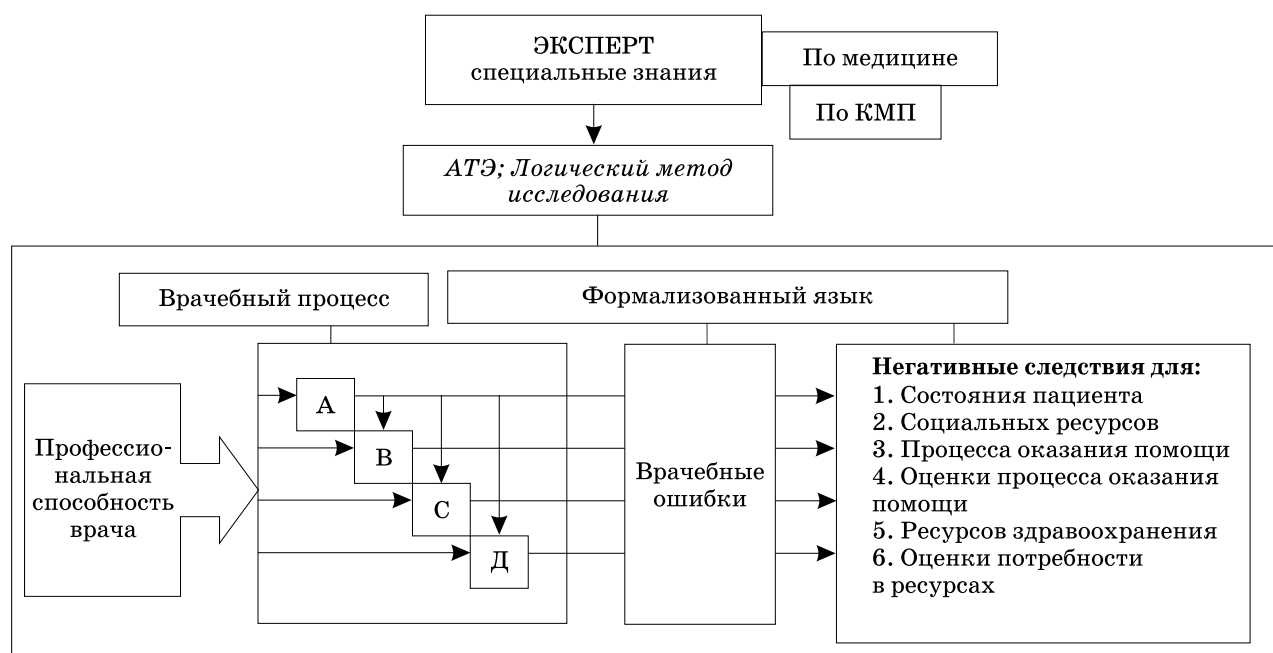 ЭКСПЕРТ
специальные знания
По медицине
По КМП
АТЭ; Логический метод
исследования
Врачебный процесс
Формализованный язык
Профессио-
нальная
способность
врача
А
В
С
Д
Врачебные
ошибки
Негативные следствия для:
1. Состояния пациента
2. Социальных ресурсов
3. Процесса оказания помощи
4. Оценки процесса оказания
помощи
5. Ресурсов здравоохранения
6. Оценки потребности
в ресурсах